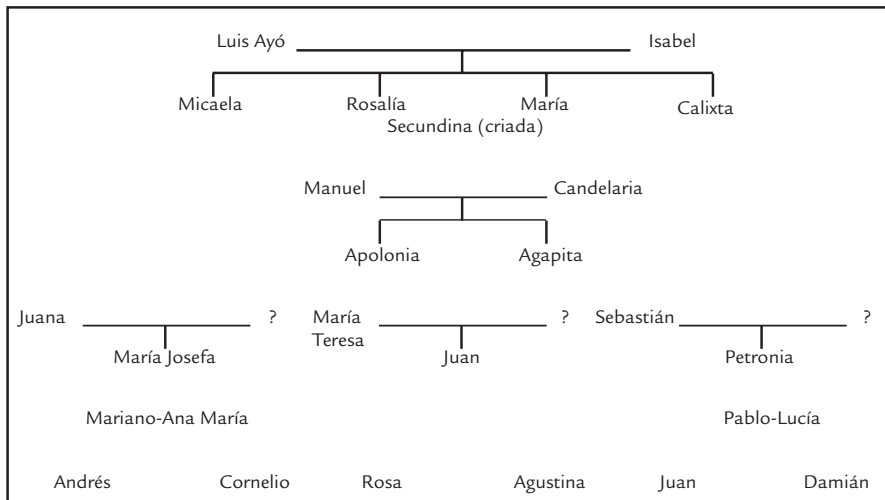 Luis Ayó Isabel
Micaela Rosalía María Calixta
Secundina (criada)
Manuel Candelaria
Apolonia Agapita
Juana ? María Teresa ? Sebastián ?
María Josefa Juan Petronia
Mariano-Ana María Pablo-Lucía
Andrés Cornelio Rosa Agustina Juan Damián